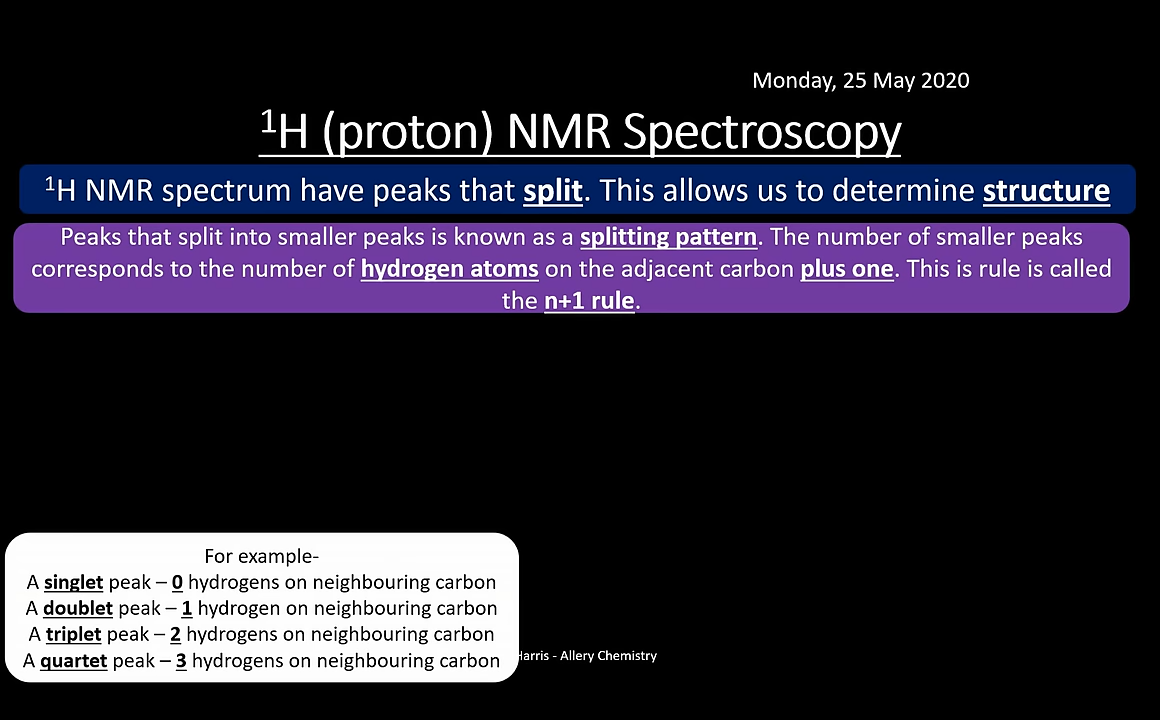 Monday, 25 May 2020
¹H (proton) NMR Spectroscopy
¹H NMR spectrum have peaks that split. This allows us to determine structure
Peaks that split into smaller peaks is known as a splitting pattern. The number of smaller peaks
corresponds to the number of hydrogen atoms on the adjacent carbon plus one. This is rule is called
the n+1 rule.
For example-
A singlet peak – 0 hydrogens on neighbouring carbon
A doublet peak – 1 hydrogen on neighbouring carbon
A triplet peak – 2 hydrogens on neighbouring carbon
A quartet peak – 3 hydrogens on neighbouring carbon
Harris - Allery Chemistry